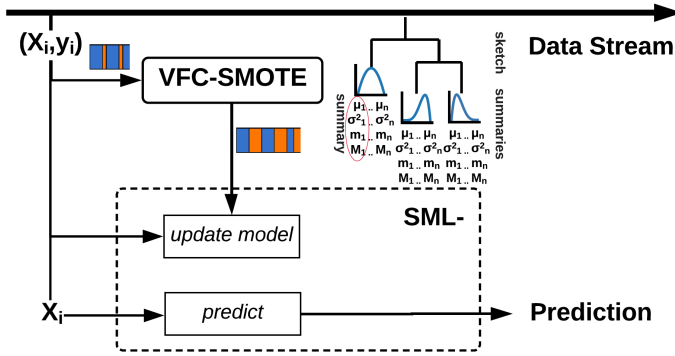 (Xᵢ,yᵢ)
Data Stream
VFC-SMOTE
sketch summaries
summary
μ₁.. μₙ
σ²₁.. σ²ₙ
m₁.. mₙ
M₁.. Mₙ
μ₁.. μₙ
σ²₁.. σ²ₙ
m₁.. mₙ
M₁.. Mₙ
μ₁.. μₙ
σ²₁.. σ²ₙ
m₁.. mₙ
M₁.. Mₙ
SML-
update model
Xᵢ
predict
Prediction